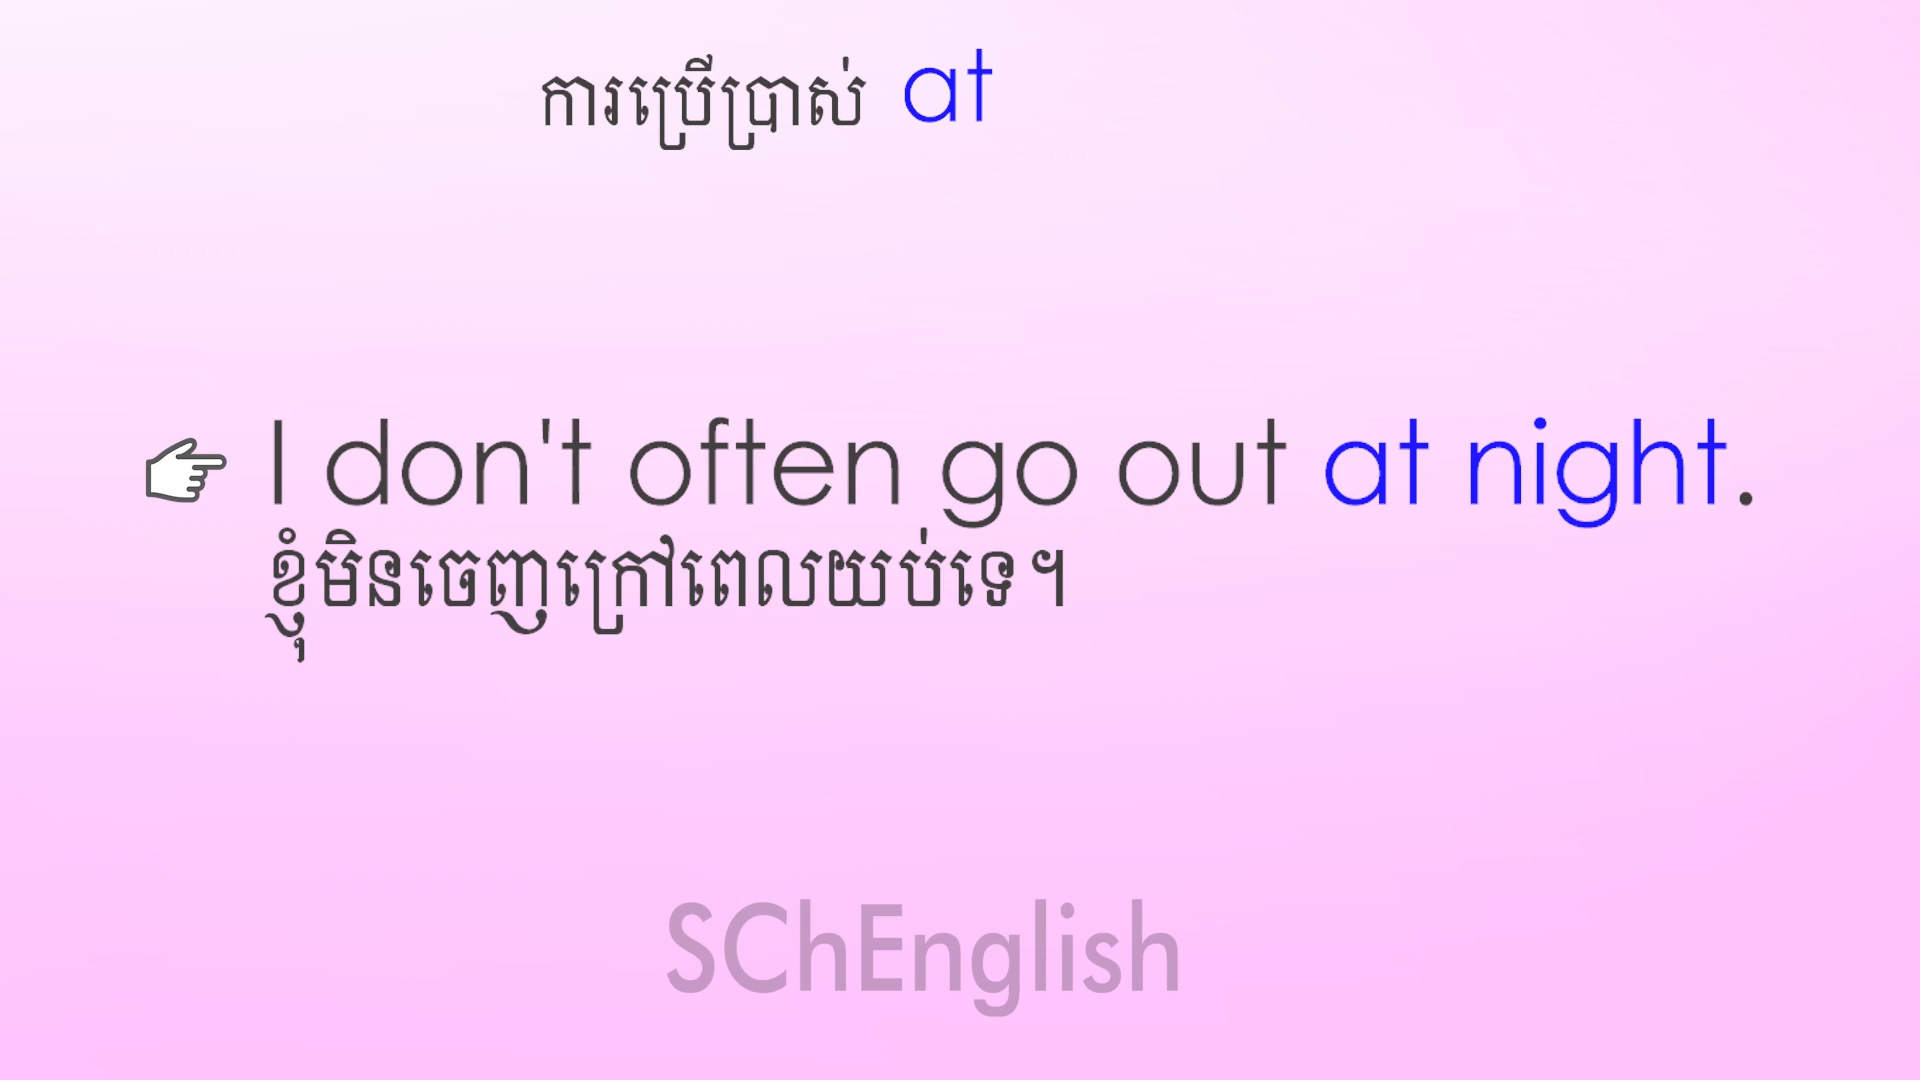 ការប្រើប្រាស់ at
I don't often go out at night.
ខ្ញុំមិនចេញក្រៅពេលយប់ទេ។
SChEnglish